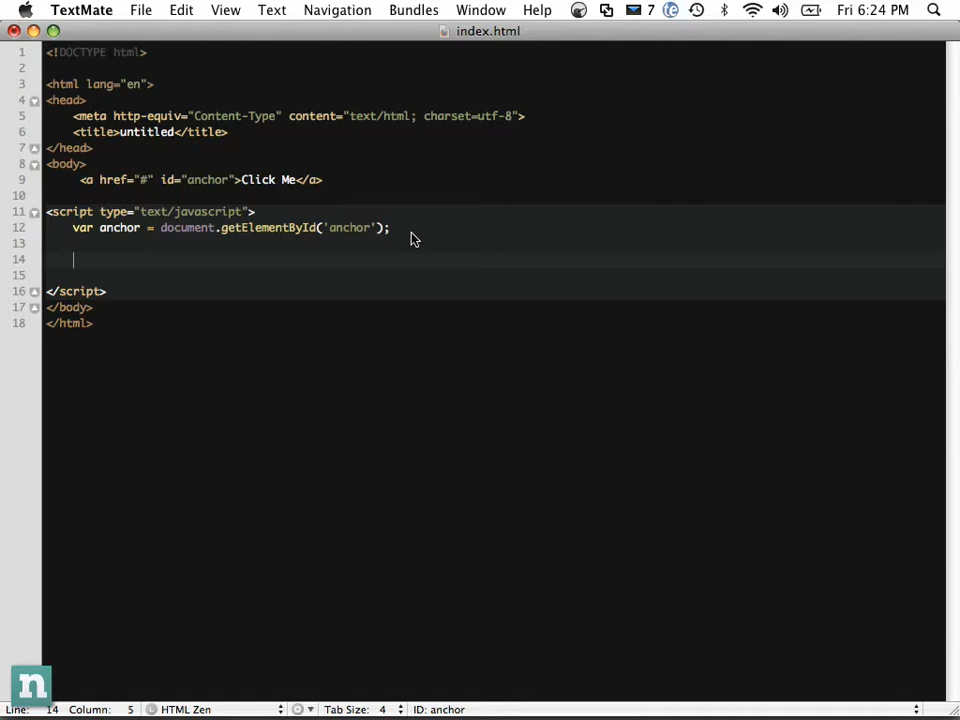 TextMate File Edit View Text Navigation Bundles Window Help 7 Fri 6:24 PM
index.html
1 <!DOCTYPE html>
2
3 <html lang="en">
4 <head>
5 <meta http-equiv="Content-Type" content="text/html; charset=utf-8">
6 <title>untitled</title>
7 </head>
8 <body>
9 <a href="#" id="anchor">Click Me</a>
10
11 <script type="text/javascript">
12 var anchor = document.getElementById('anchor');
13
14
15
16 </script>
17 </body>
18 </html>
n
Line: 14 Column: 5 L HTML Zen Tab Size: 4 ID: anchor